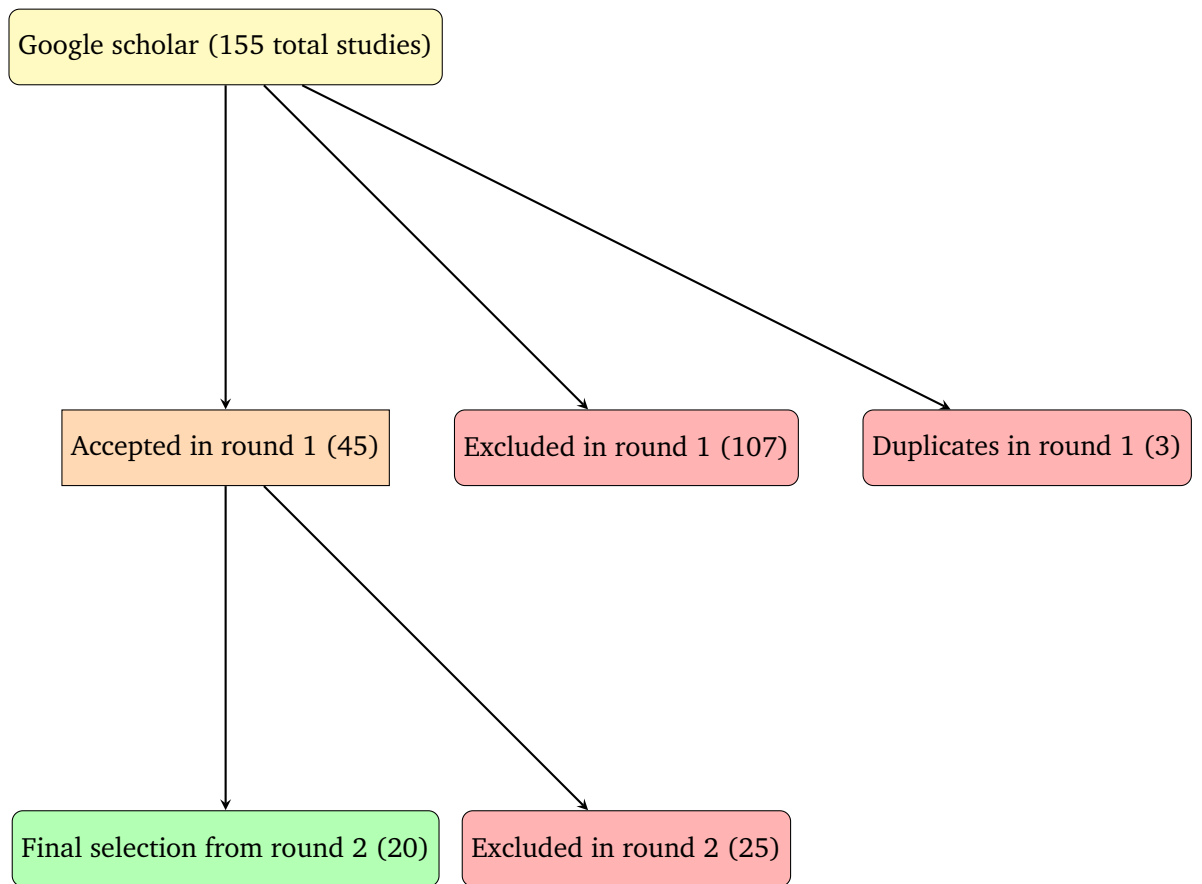 Google scholar (155 total studies)
Accepted in round 1 (45)
Excluded in round 1 (107)
Duplicates in round 1 (3)
Final selection from round 2 (20)
Excluded in round 2 (25)